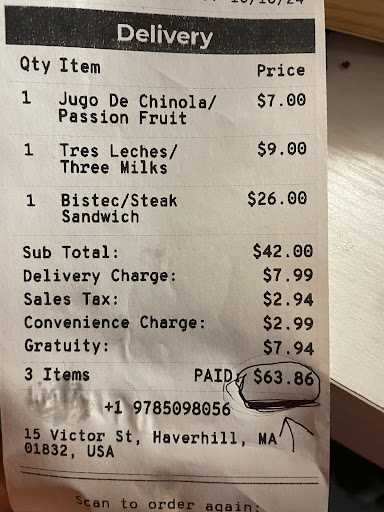 Delivery
Qty Item Price
1 Jugo De Chinola/ $7.00
Passion Fruit
1 Tres Leches/ $9.00
Three Milks
1 Bistec/Steak $26.00
Sandwich
Sub Total: $42.00
Delivery Charge: $7.99
Sales Tax: $2.94
Convenience Charge: $2.99
Gratuity: $7.94
3 Items PAID $63.86
+1 9785098056
15 Victor St, Haverhill, MA
01832, USA
Scan to order again: